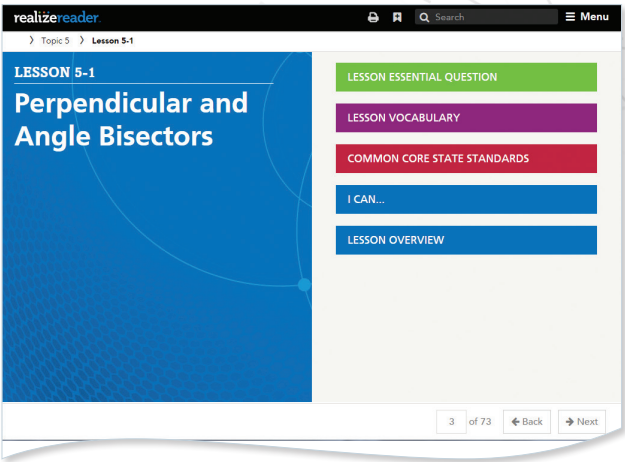 realizereader.
Search
Menu
Topic 5 Lesson 5-1
LESSON 5-1
Perpendicular and
Angle Bisectors
LESSON ESSENTIAL QUESTION
LESSON VOCABULARY
COMMON CORE STATE STANDARDS
I CAN...
LESSON OVERVIEW
3 of 73 Back Next